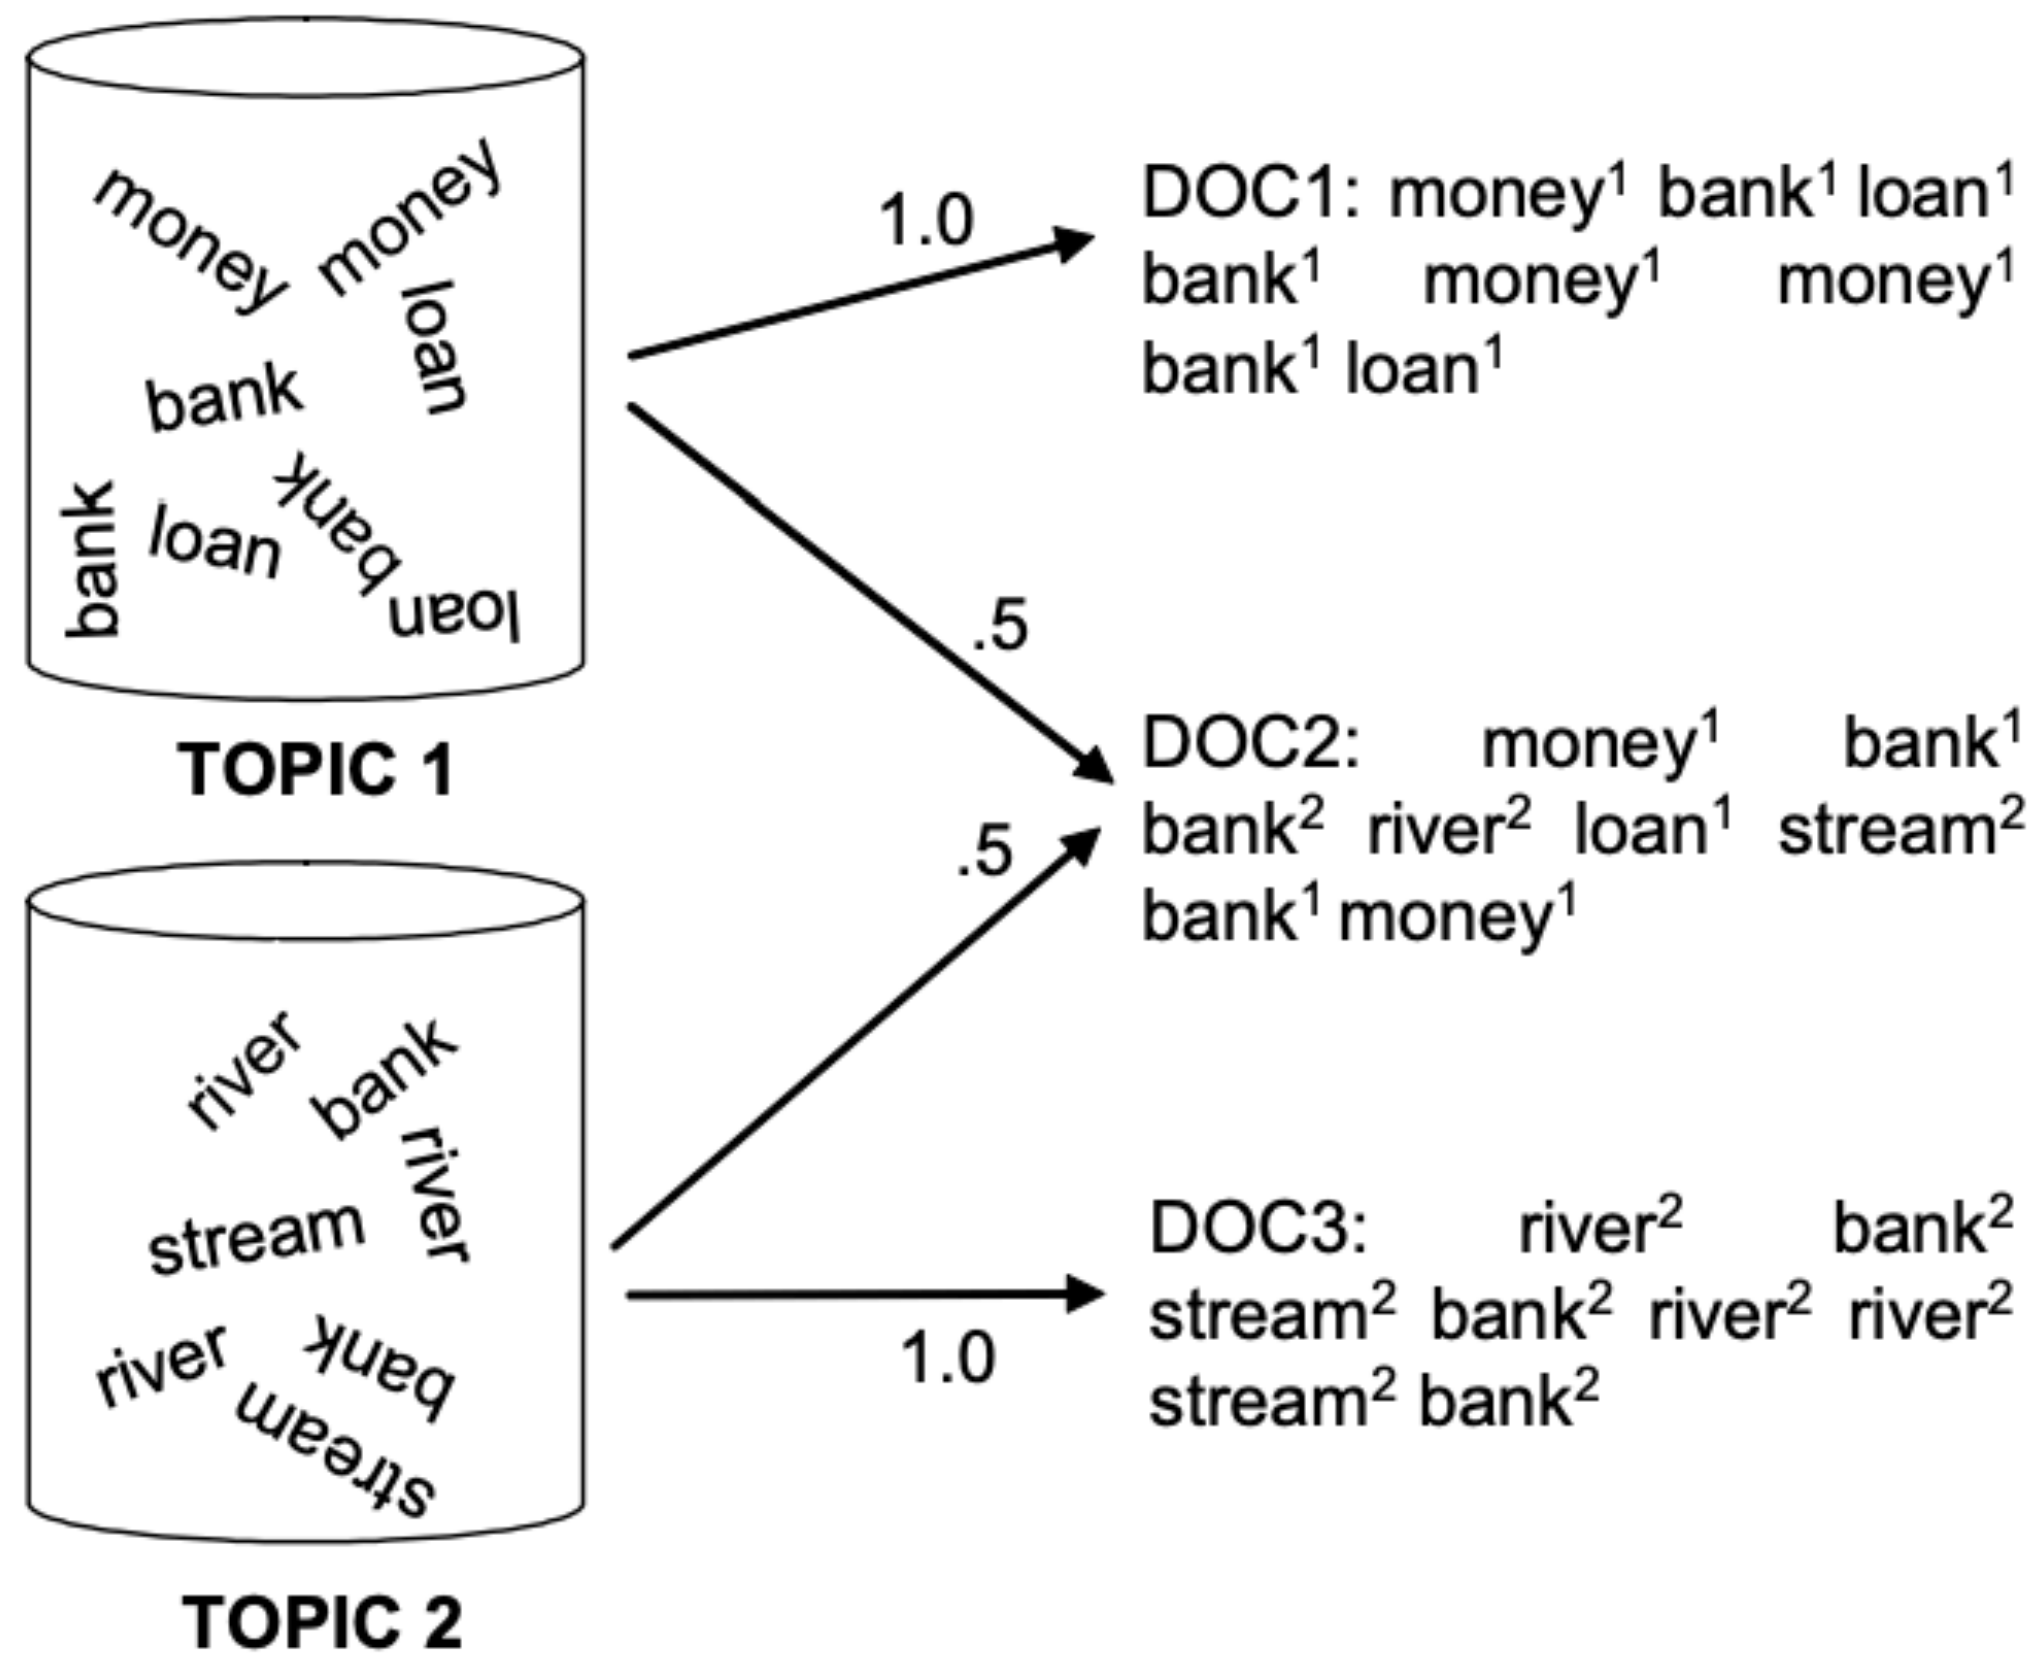 money money
loan
bank
bank
bank loan
loan
TOPIC 1
1.0
DOC1: money¹ bank¹ loan¹
bank¹ money¹ money¹
bank¹ loan¹
.5
DOC2: money¹ bank¹
bank² river² loan¹ stream²
bank¹ money¹
.5
river bank
river
stream
river bank
stream
TOPIC 2
DOC3: river² bank²
stream² bank² river² river²
stream² bank²
1.0